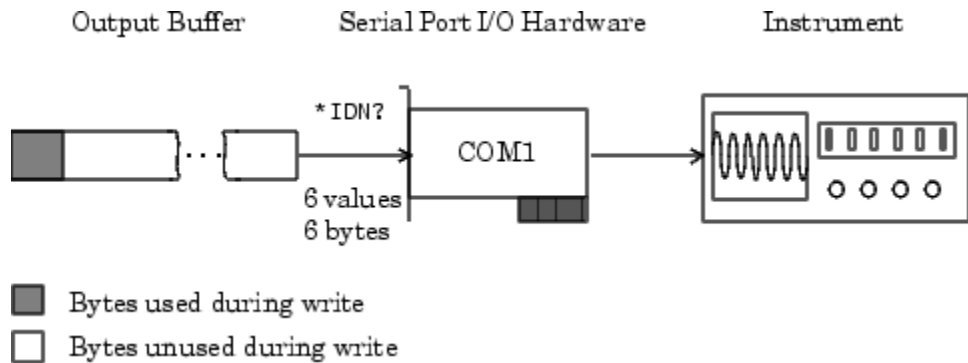 Output Buffer
Serial Port I/O Hardware
Instrument
*IDN?
COM1
6 values
6 bytes
Bytes used during write
Bytes unused during write